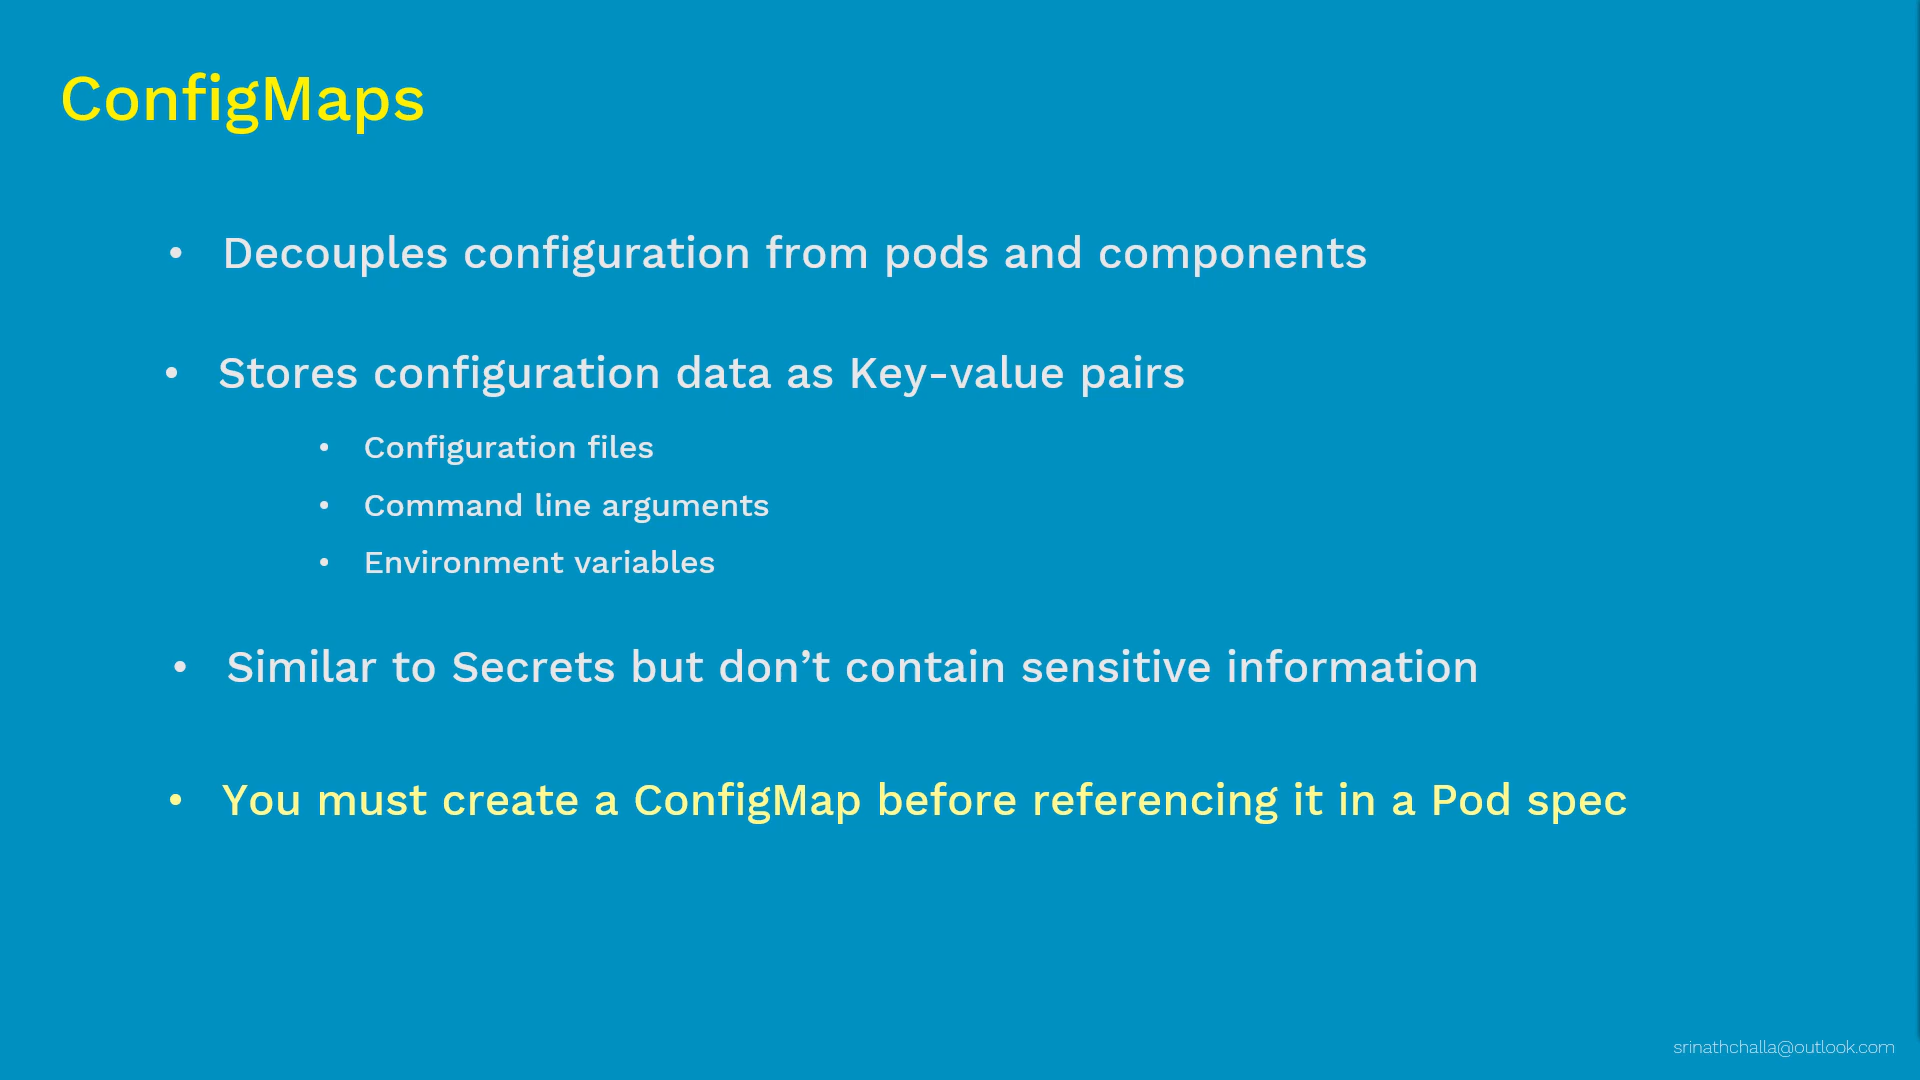 ConfigMaps
• Decouples configuration from pods and components
• Stores configuration data as Key-value pairs
• Configuration files
• Command line arguments
• Environment variables
• Similar to Secrets but don’t contain sensitive information
• You must create a ConfigMap before referencing it in a Pod spec
srinathchalla@outlook.com